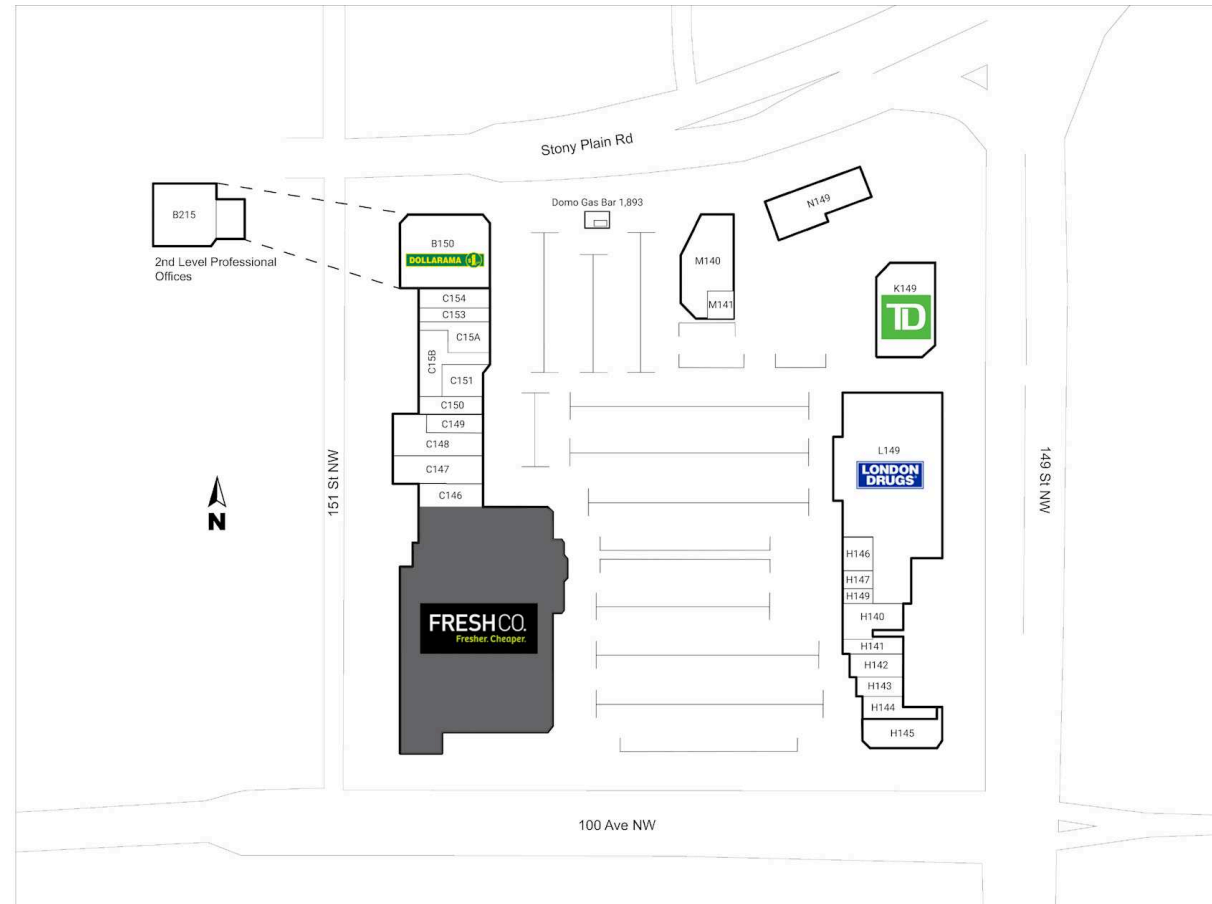 Stony Plain Rd
Domo Gas Bar 1,893
N149
B215
2nd Level Professional
Offices
B150
DOLLARAMA
M140
M141
K149
TD
C154
C153
C15A
C15B
C151
C150
C149
C148
C147
C146
151 St NW
N
L149
LONDON
DRUGS
149 St NW
H146
H147
H149
H140
H141
H142
H143
H144
H145
FRESHCO.
Fresher. Cheaper.
100 Ave NW